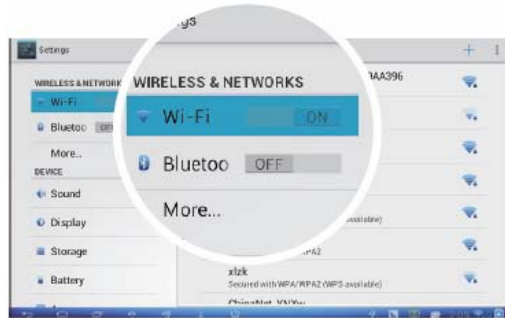 Settings
WIRELESS & NETWORKS
Wi-Fi
Bluetoo OFF
More...
DEVICE
Sound
Display
Storage
Battery
WIRELESS & NETWORKS
Wi-Fi ON
Bluetoo OFF
More...
AA396
xlzk
Secured with WPA/WPA2 (WPS available)